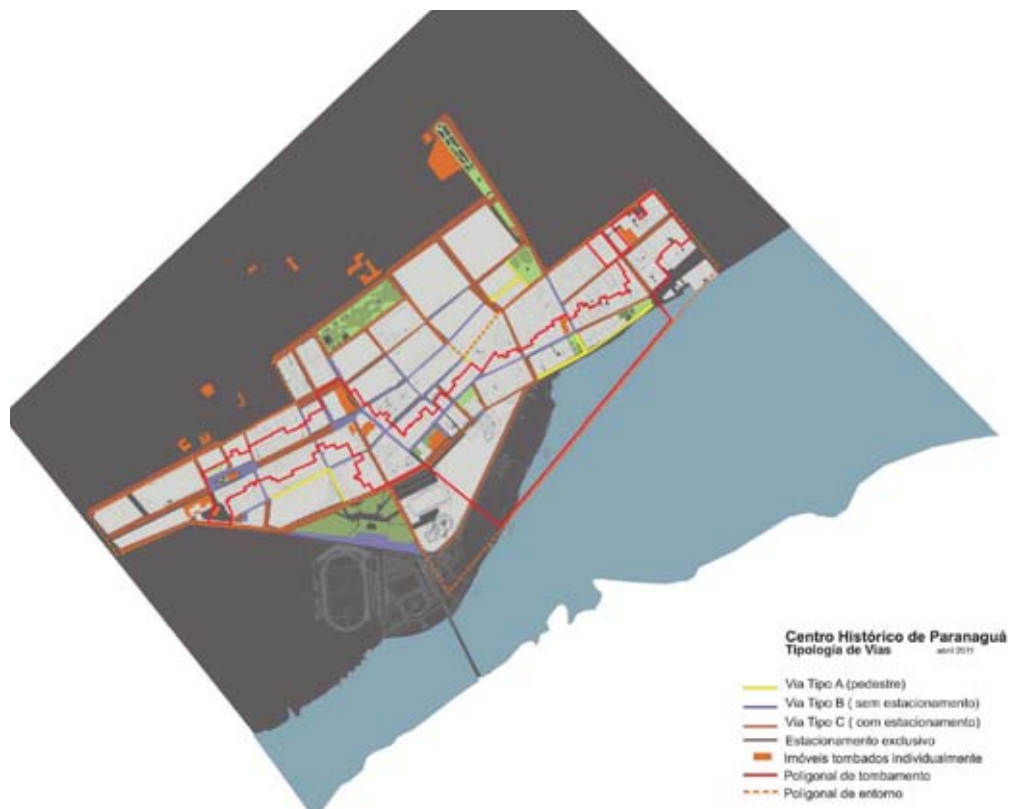 Centro Histórico de Paranaguá
Tipologia de Vias abril 2011
Via Tipo A (pedestre)
Via Tipo B ( sem estacionamento)
Via Tipo C ( com estacionamento)
Estacionamento exclusivo
Imóveis tombados individualmente
Poligonal de tombamento
Poligonal de entorno